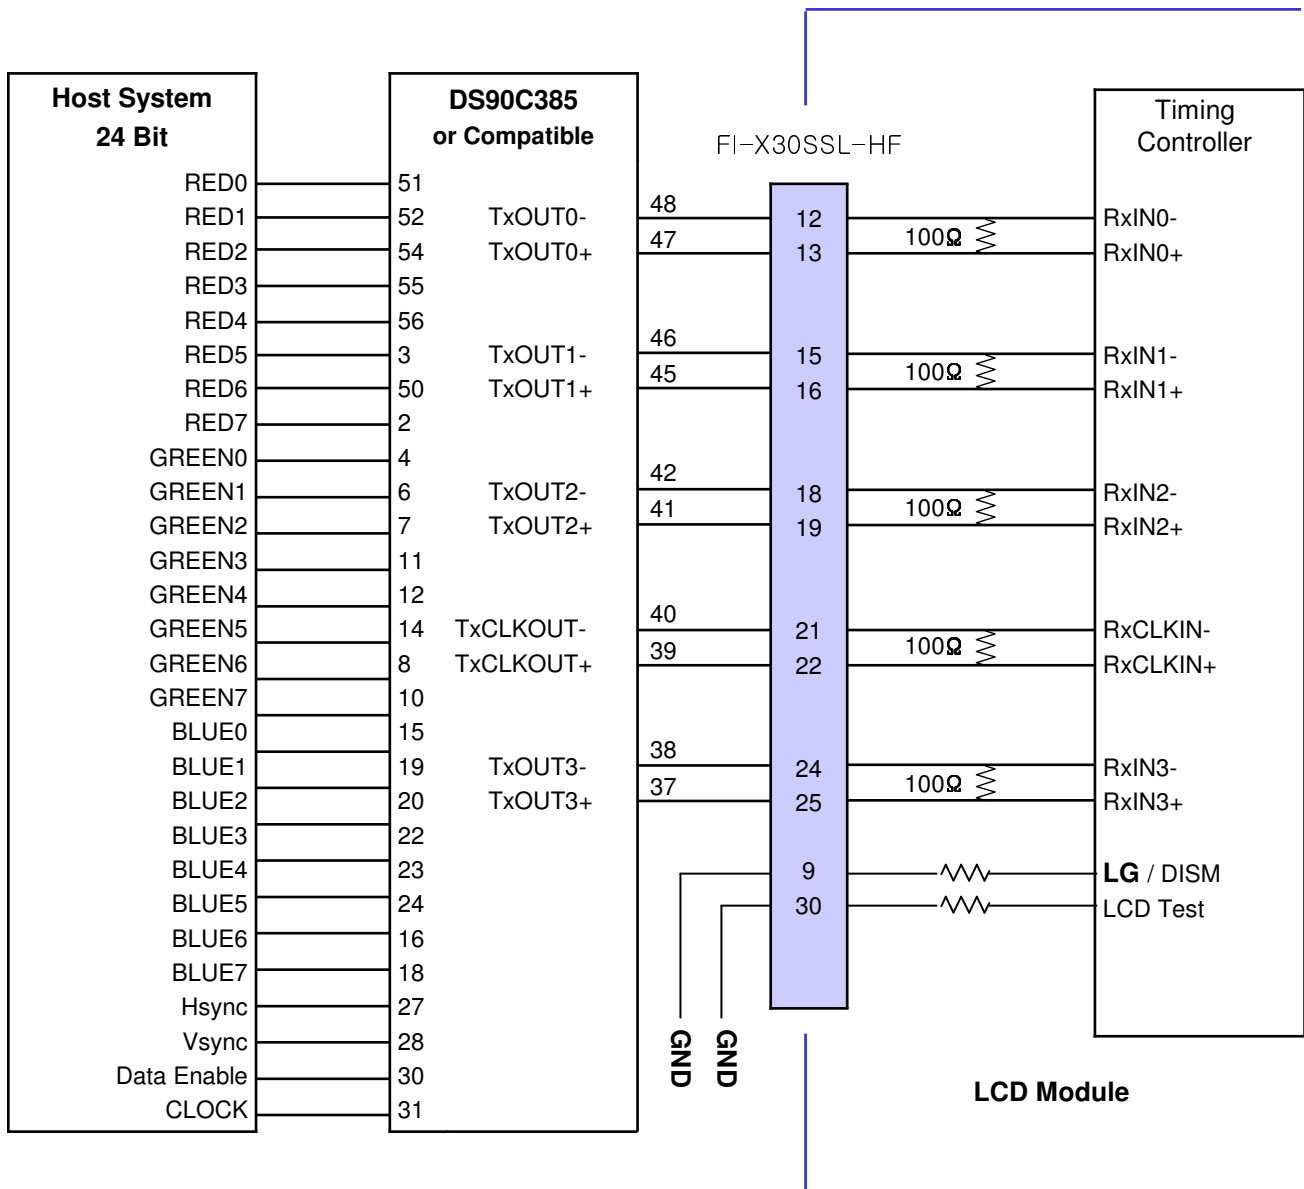 Host System
24 Bit
DS90C385
or Compatible
FI-X30SSL-HF
Timing
Controller
RED0 51
RED1 52 TxOUT0- 48 12 RxIN0-
100Ω
RED2 54 TxOUT0+ 47 13 RxIN0+
RED3 55
RED4 56
RED5 3 TxOUT1- 46 15 RxIN1-
100Ω
RED6 50 TxOUT1+ 45 16 RxIN1+
RED7 2
GREEN0 4
GREEN1 6 TxOUT2- 42 18 RxIN2-
100Ω
GREEN2 7 TxOUT2+ 41 19 RxIN2+
GREEN3 11
GREEN4 12
GREEN5 14 TxCLKOUT- 40 21 RxCLKIN-
100Ω
GREEN6 8 TxCLKOUT+ 39 22 RxCLKIN+
GREEN7 10
BLUE0 15
BLUE1 19 TxOUT3- 38 24 RxIN3-
100Ω
BLUE2 20 TxOUT3+ 37 25 RxIN3+
BLUE3 22
BLUE4 23 9 LG / DISM
BLUE5 24 30 LCD Test
BLUE6 16
BLUE7 18
Hsync 27
Vsync 28
GND
GND
Data Enable 30
CLOCK 31
LCD Module